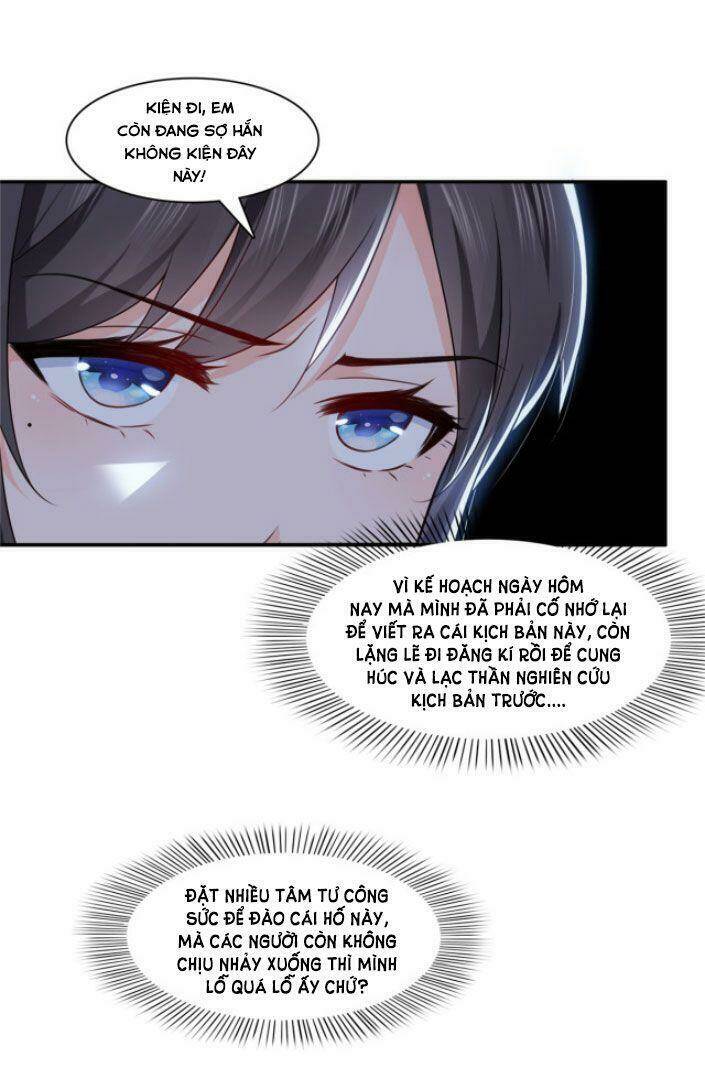 KIỆN ĐI, EM
CÒN ĐANG SỢ HẮN
KHÔNG KIỆN ĐÂY
NÀY!
VÌ KẾ HOẠCH NGÀY HÔM
NAY MÀ MÌNH ĐÃ PHẢI CỐ NHỚ LẠI
ĐỂ VIẾT RA CÁI KỊCH BẢN NÀY, CÒN
LẶNG LẼ ĐI ĐĂNG KÍ RỒI ĐỂ CUNG
HÚC VÀ LẠC THẦN NGHIÊN CỨU
KỊCH BẢN TRƯỚC....
ĐẶT NHIỀU TÂM TƯ CÔNG
SỨC ĐỂ ĐÀO CÁI HỐ NÀY,
MÀ CÁC NGƯỜI CÒN KHÔNG
CHỊU NHẢY XUỐNG THÌ MÌNH
LỖ QUÁ LỖ ẤY CHỨ?